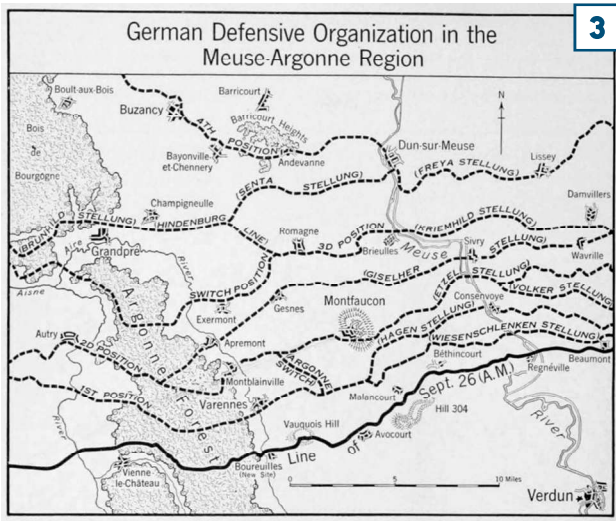 3
German Defensive Organization in the
Meuse-Argonne Region
Boult-aux-Bois
Barricourt
N
Buzancy
4TH
POSITION
Barricourt Heights
Bois
de
Bourgogne
Bayonville
et-Chennery
Andevanne
Dun-sur-Meuse
(FREYA STELLUNG)
Lissey
SENTA
STELLUNG)
Damvillers
Champigneulle
(BRUNHILD
STELLUNG)
(HINDENBURG
LINE)
Romagne
3D POSITION
(KRIEMHILD STELLUNG)
Grandpré
Aire
River
Brieulles
Meuse
Sivry
STELLUNG)
Wavrille
SWITCH POSITION
(GISELHER
(ETZEL
STELLUNG)
(VOLKER STELLUNG)
Aisne
Argonne
Forest
Exermont
Gesnes
Montfaucon
Consenvoye
(HAGEN STELLUNG)
(WIESENSCHLENKEN STELLUNG)
Autry
2D POSITION
Apremont
ARGONNE
SWITCH
Béthincourt
Beaumont
Montblainville
Regnéville
1ST POSITION
Varennes
Malancourt
Sept. 26 (A.M.)
Hill 304
River
Vauquois Hill
Avocourt
River
Line
of
Vienne
le-Château
Boureuilles
(New Site)
0
5
10 Miles
Verdun